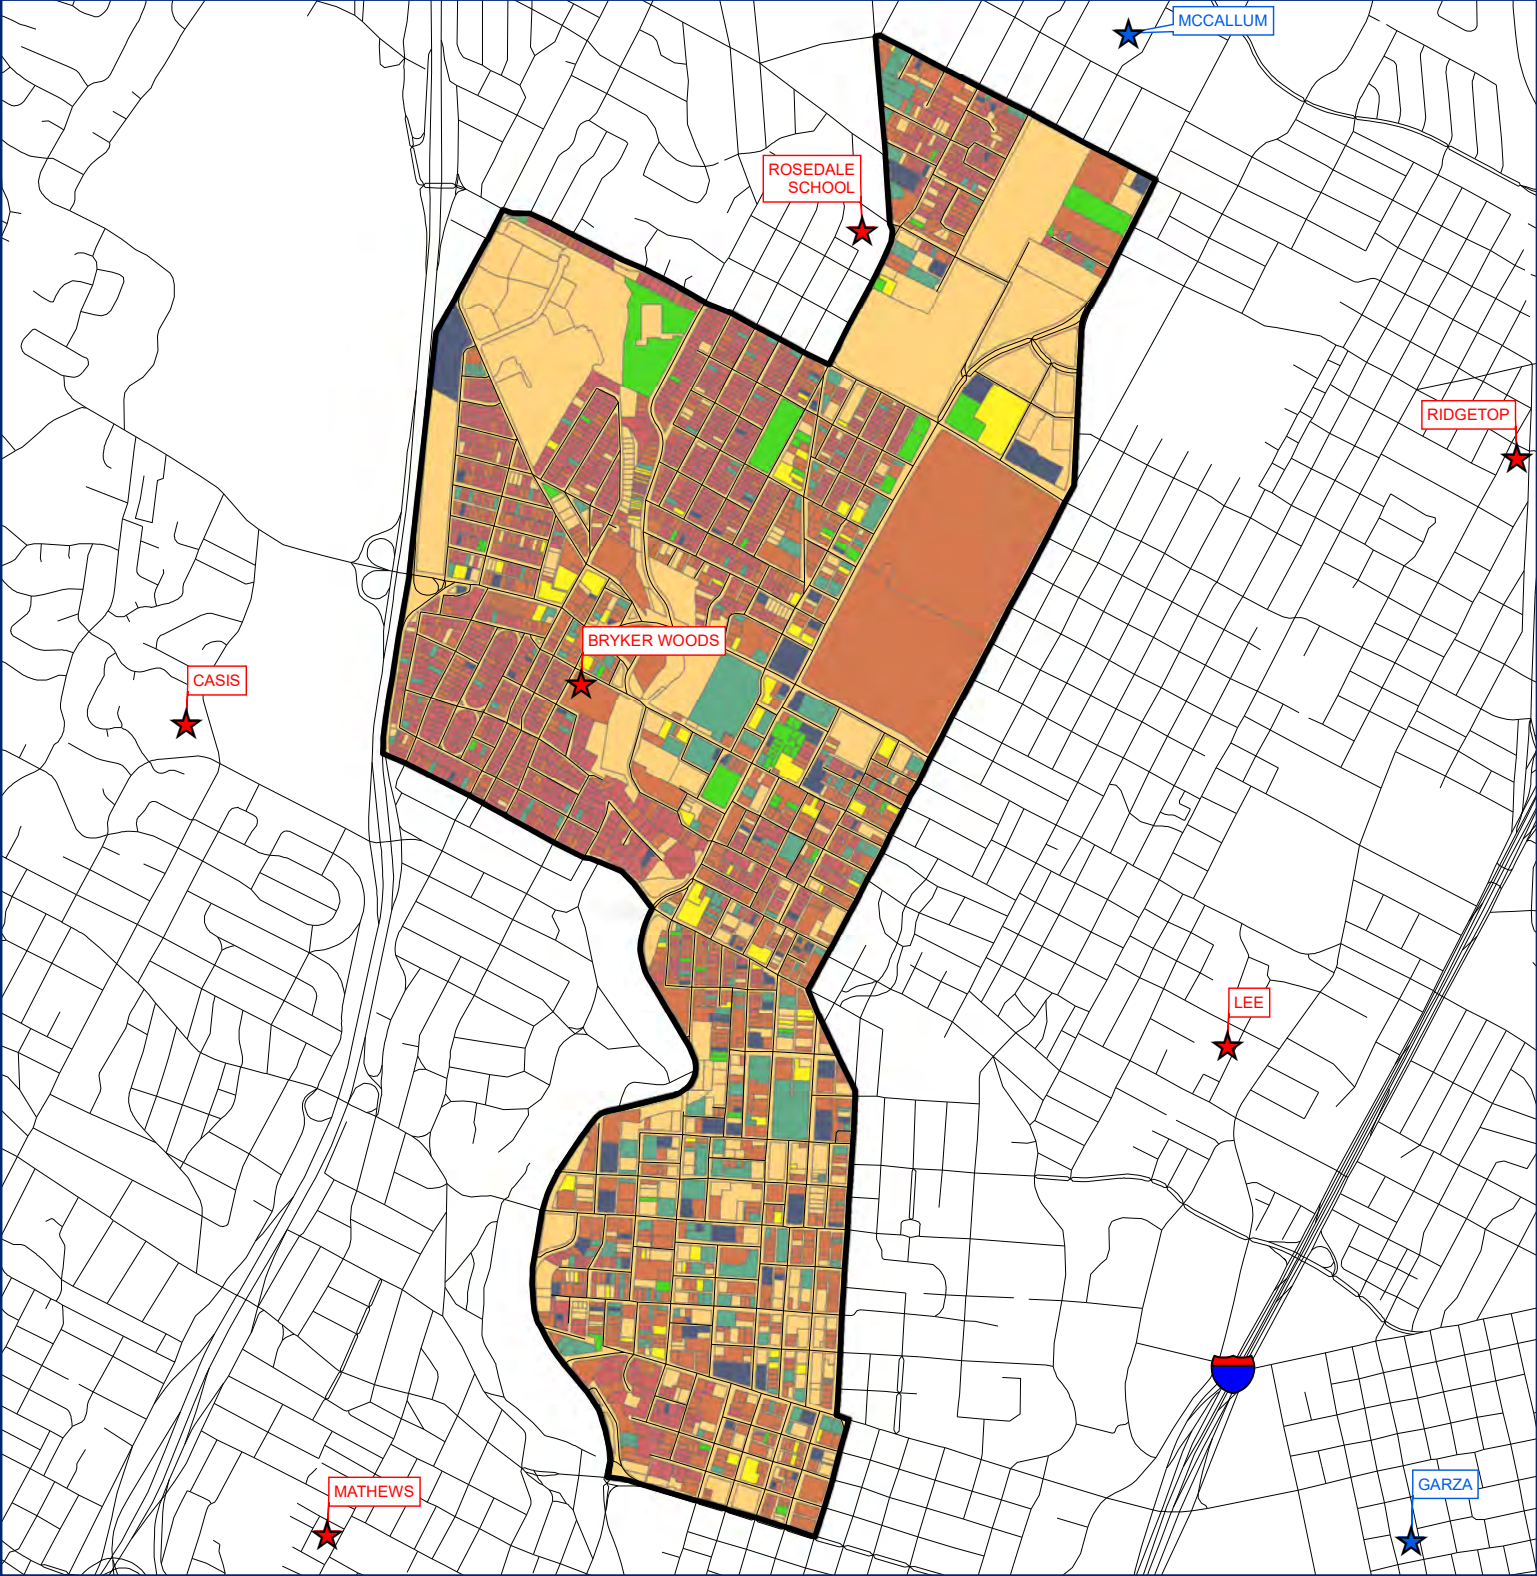 MCCALLUM
ROSEDALE
SCHOOL
RIDGETOP
BRYKER WOODS
CASIS
LEE
GARZA
MATHEWS